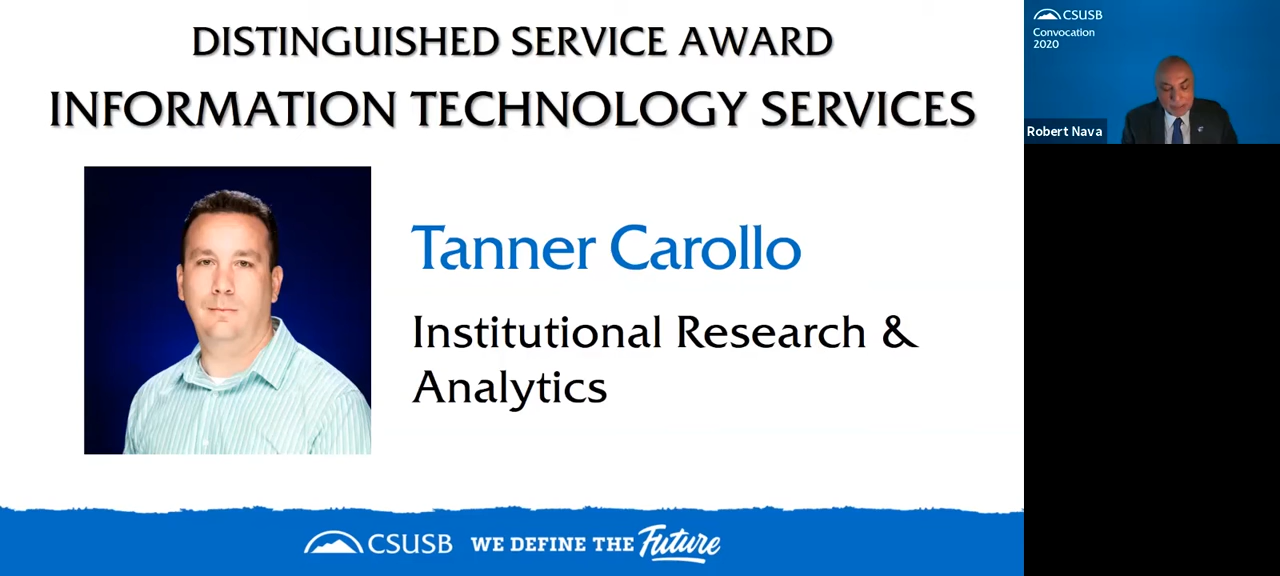 DISTINGUISHED SERVICE AWARD
INFORMATION TECHNOLOGY SERVICES
Tanner Carollo
Institutional Research &
Analytics
CSUSB WE DEFINE THE Future
CSUSB
Convocation
2020
Robert Nava